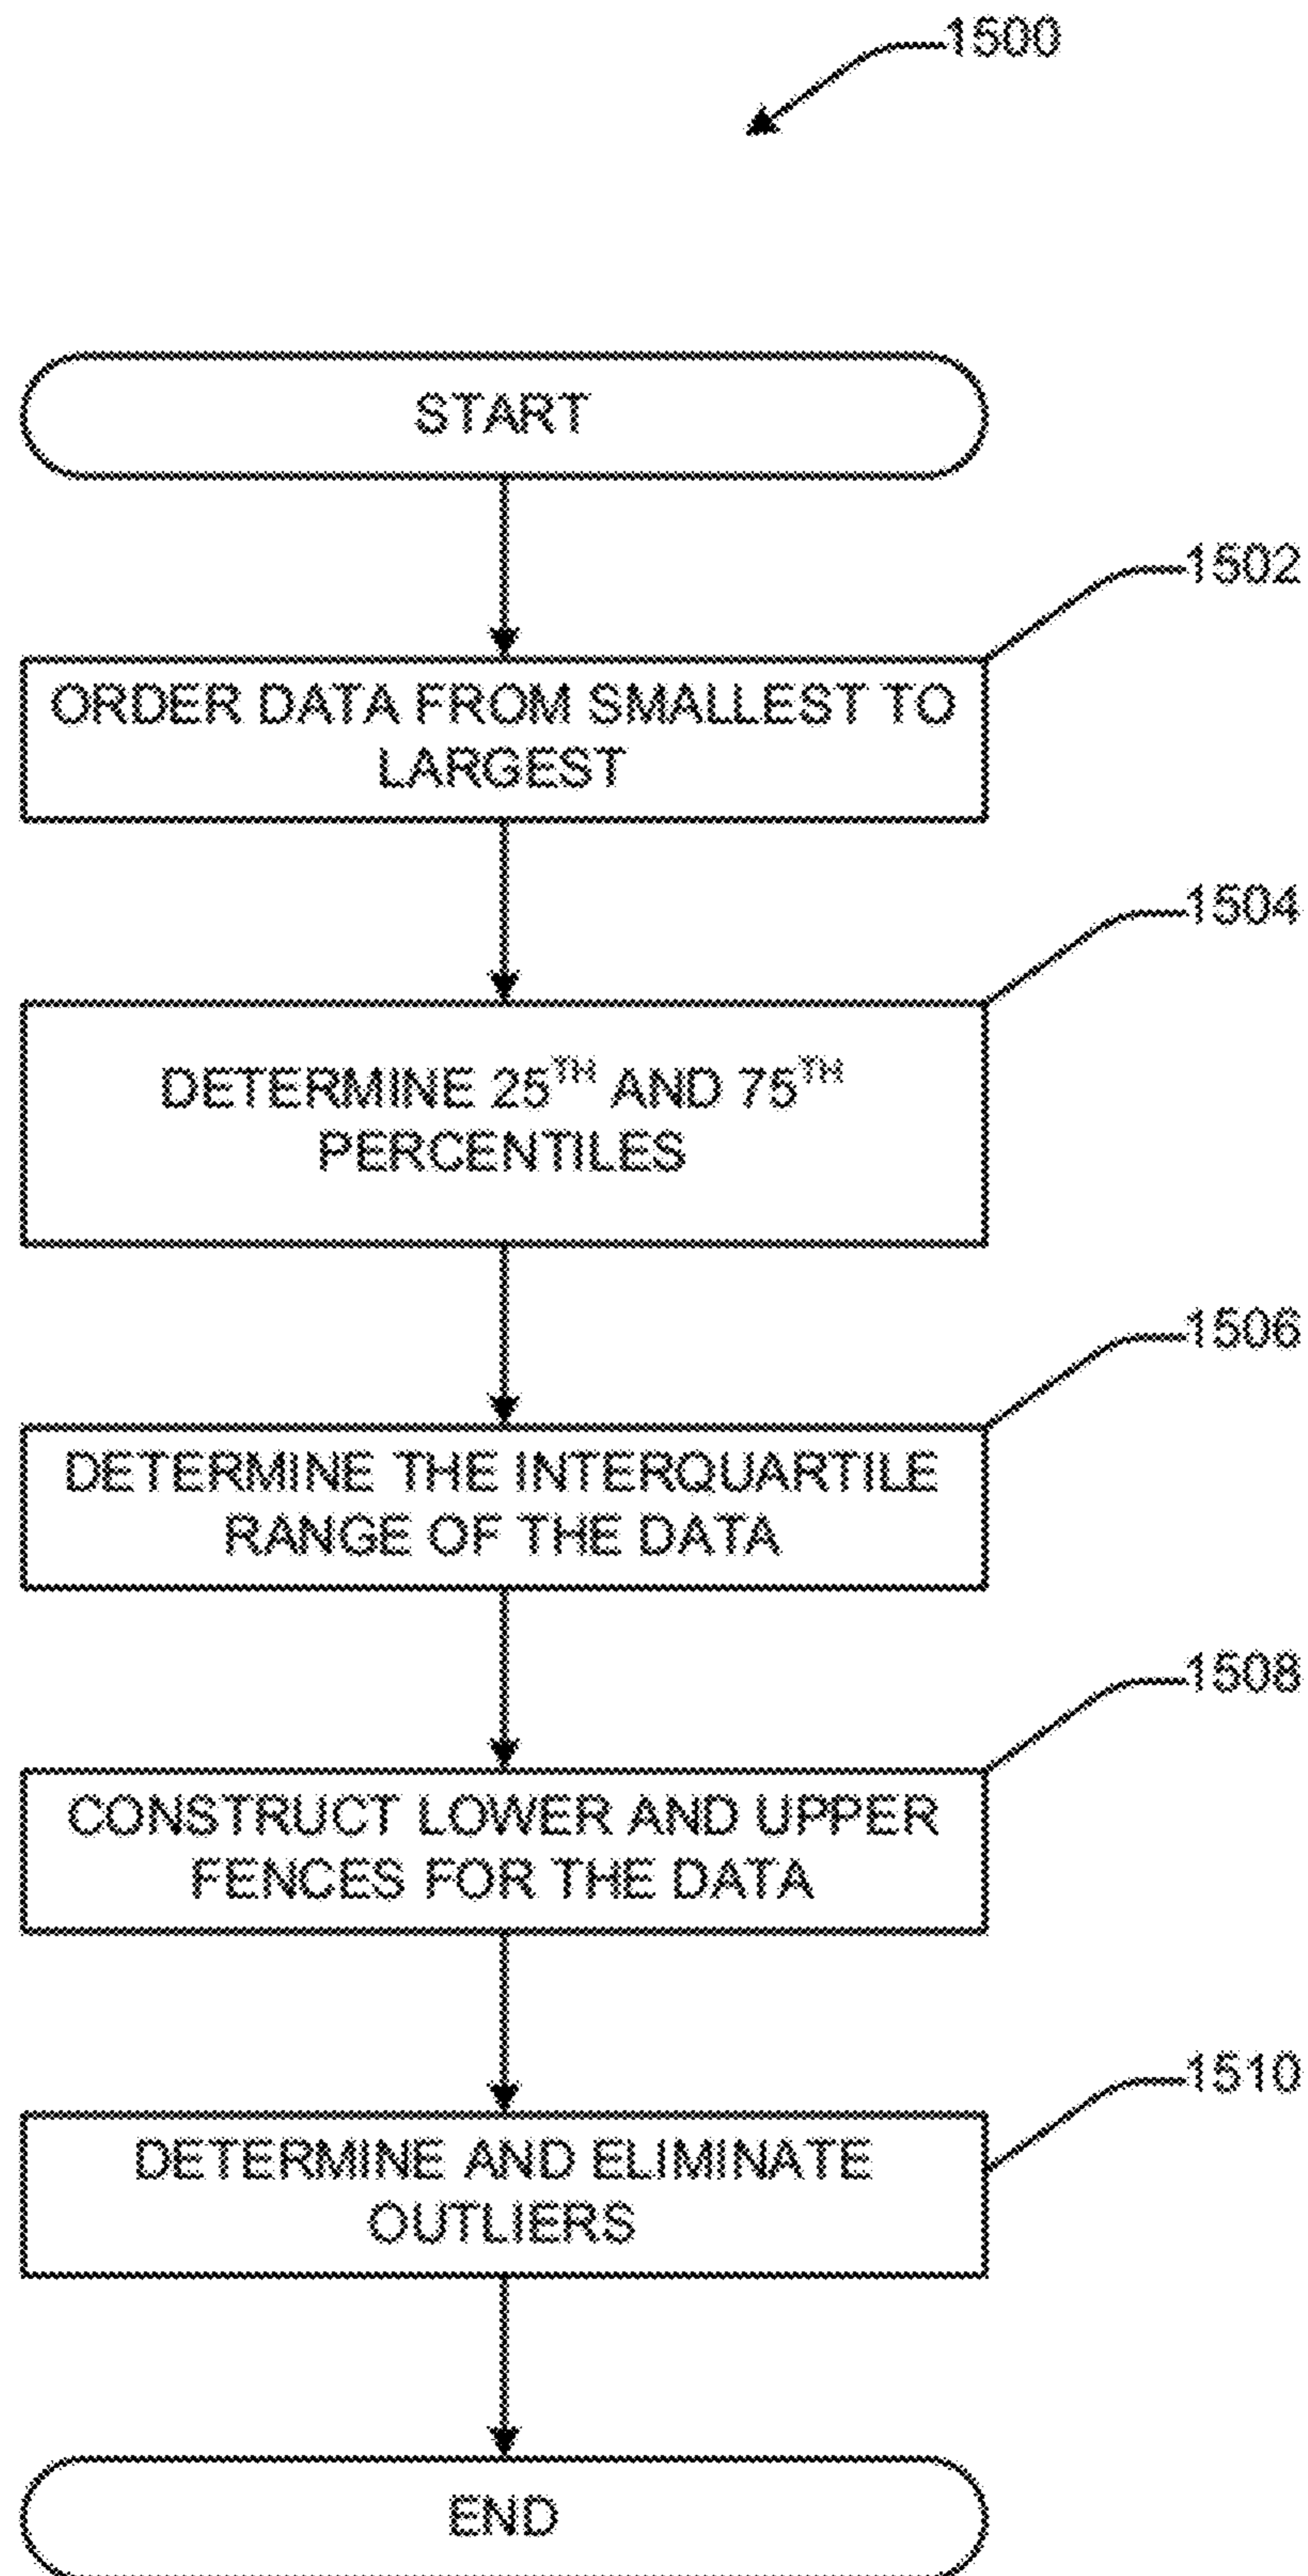 1500
START
1502
ORDER DATA FROM SMALLEST TO
LARGEST
1504
DETERMINE 25TH AND 75TH
PERCENTILES
1506
DETERMINE THE INTERQUARTILE
RANGE OF THE DATA
1508
CONSTRUCT LOWER AND UPPER
FENCES FOR THE DATA
1510
DETERMINE AND ELIMINATE
OUTLIERS
END